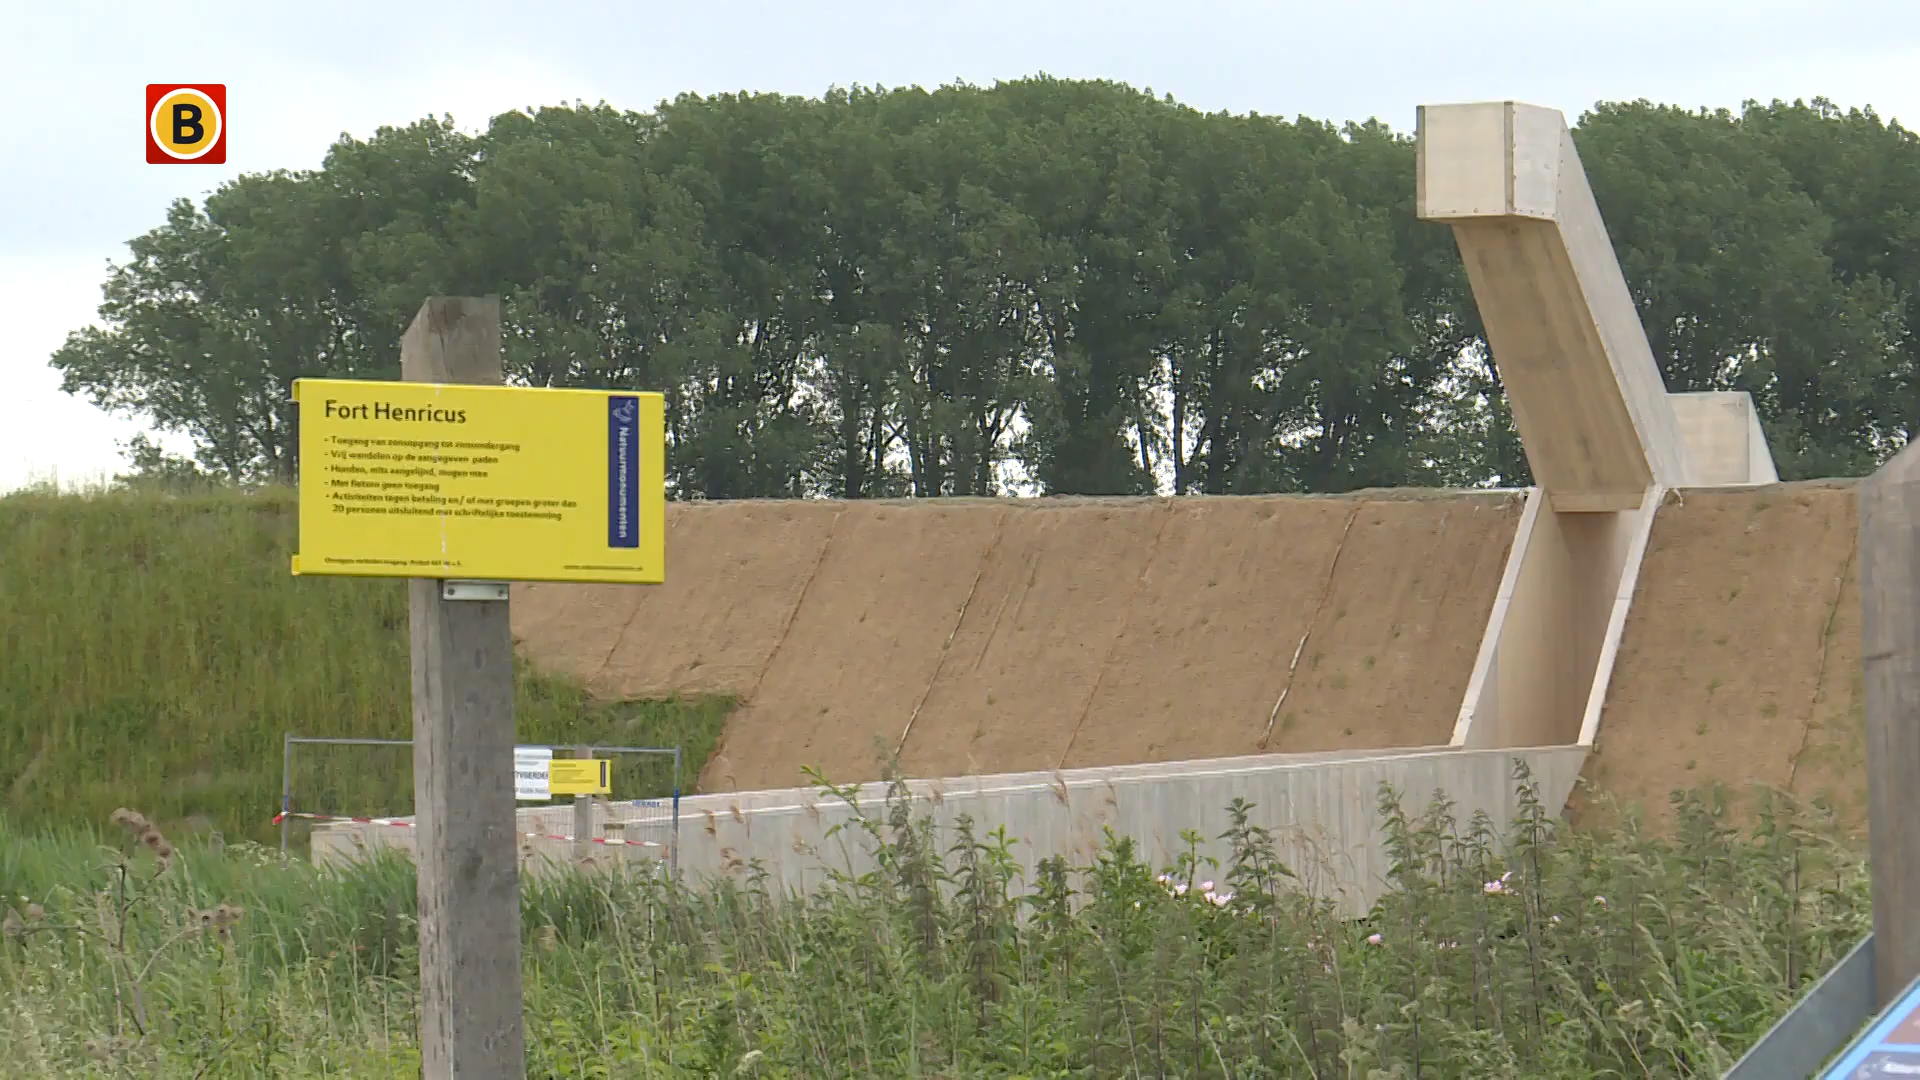 B
Fort Henricus
- Toegang van zonsopgang tot zonsondergang
- Vrij wandelen op de aangegeven paden
- Honden, mits aangelijnd, mogen mee
- Met fietsen geen toegang
- Activiteiten tegen betaling en / of met groepen groter dan
20 personen uitsluitend met schriftelijke toestemming
Natuurmonumenten